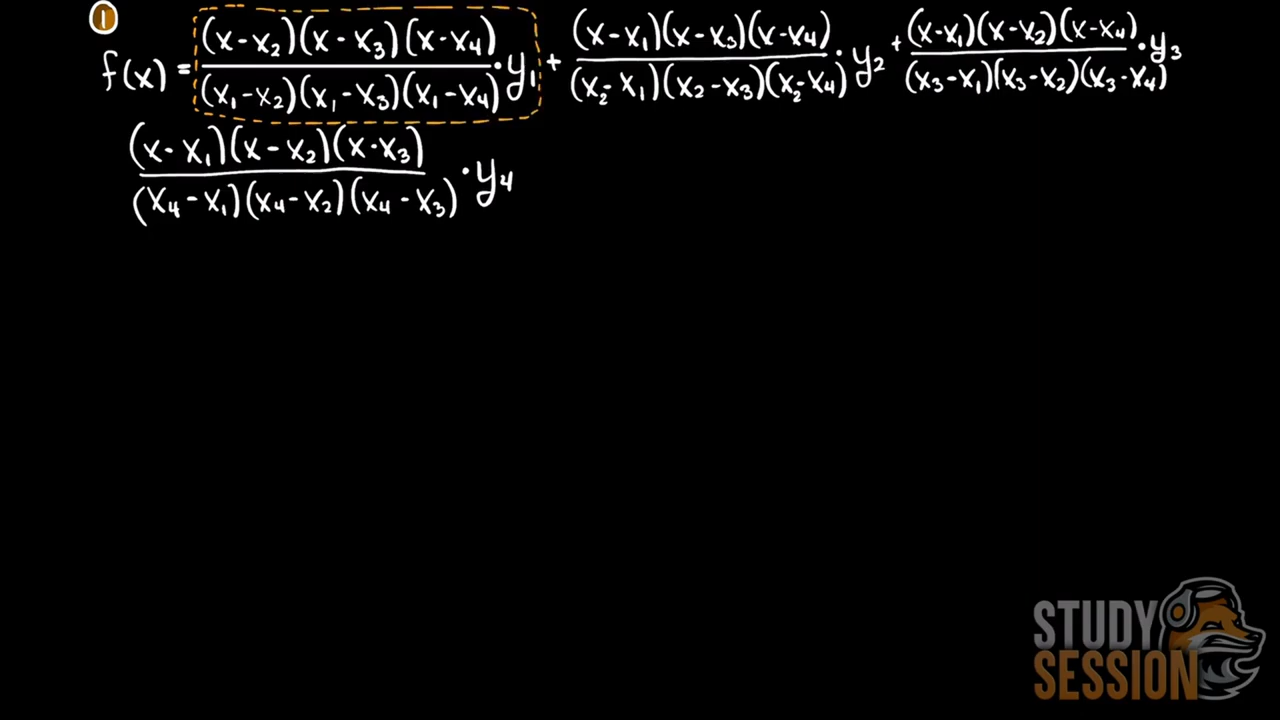 1
f(x) = (x-x₂)(x-x₃)(x-x₄)/(x₁-x₂)(x₁-x₃)(x₁-x₄) · y₁ + (x-x₁)(x-x₃)(x-x₄)/(x₂-x₁)(x₂-x₃)(x₂-x₄) · y₂ + (x-x₁)(x-x₂)(x-x₄)/(x₃-x₁)(x₃-x₂)(x₃-x₄) · y₃
(x-x₁)(x-x₂)(x-x₃)/(x₄-x₁)(x₄-x₂)(x₄-x₃) · y₄
STUDY
SESSION